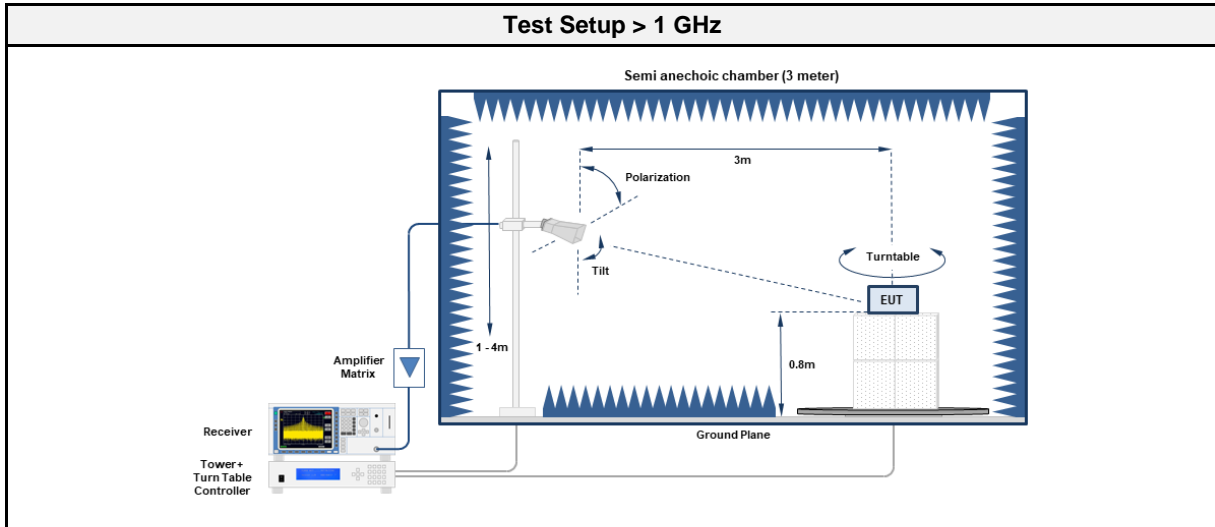 Test Setup > 1 GHz
Semi anechoic chamber (3 meter)
3m
Polarization
Turntable
Tilt
EUT
1 - 4m
0.8m
Amplifier
Matrix
Ground Plane
Receiver
Tower+
Turn Table
Controller